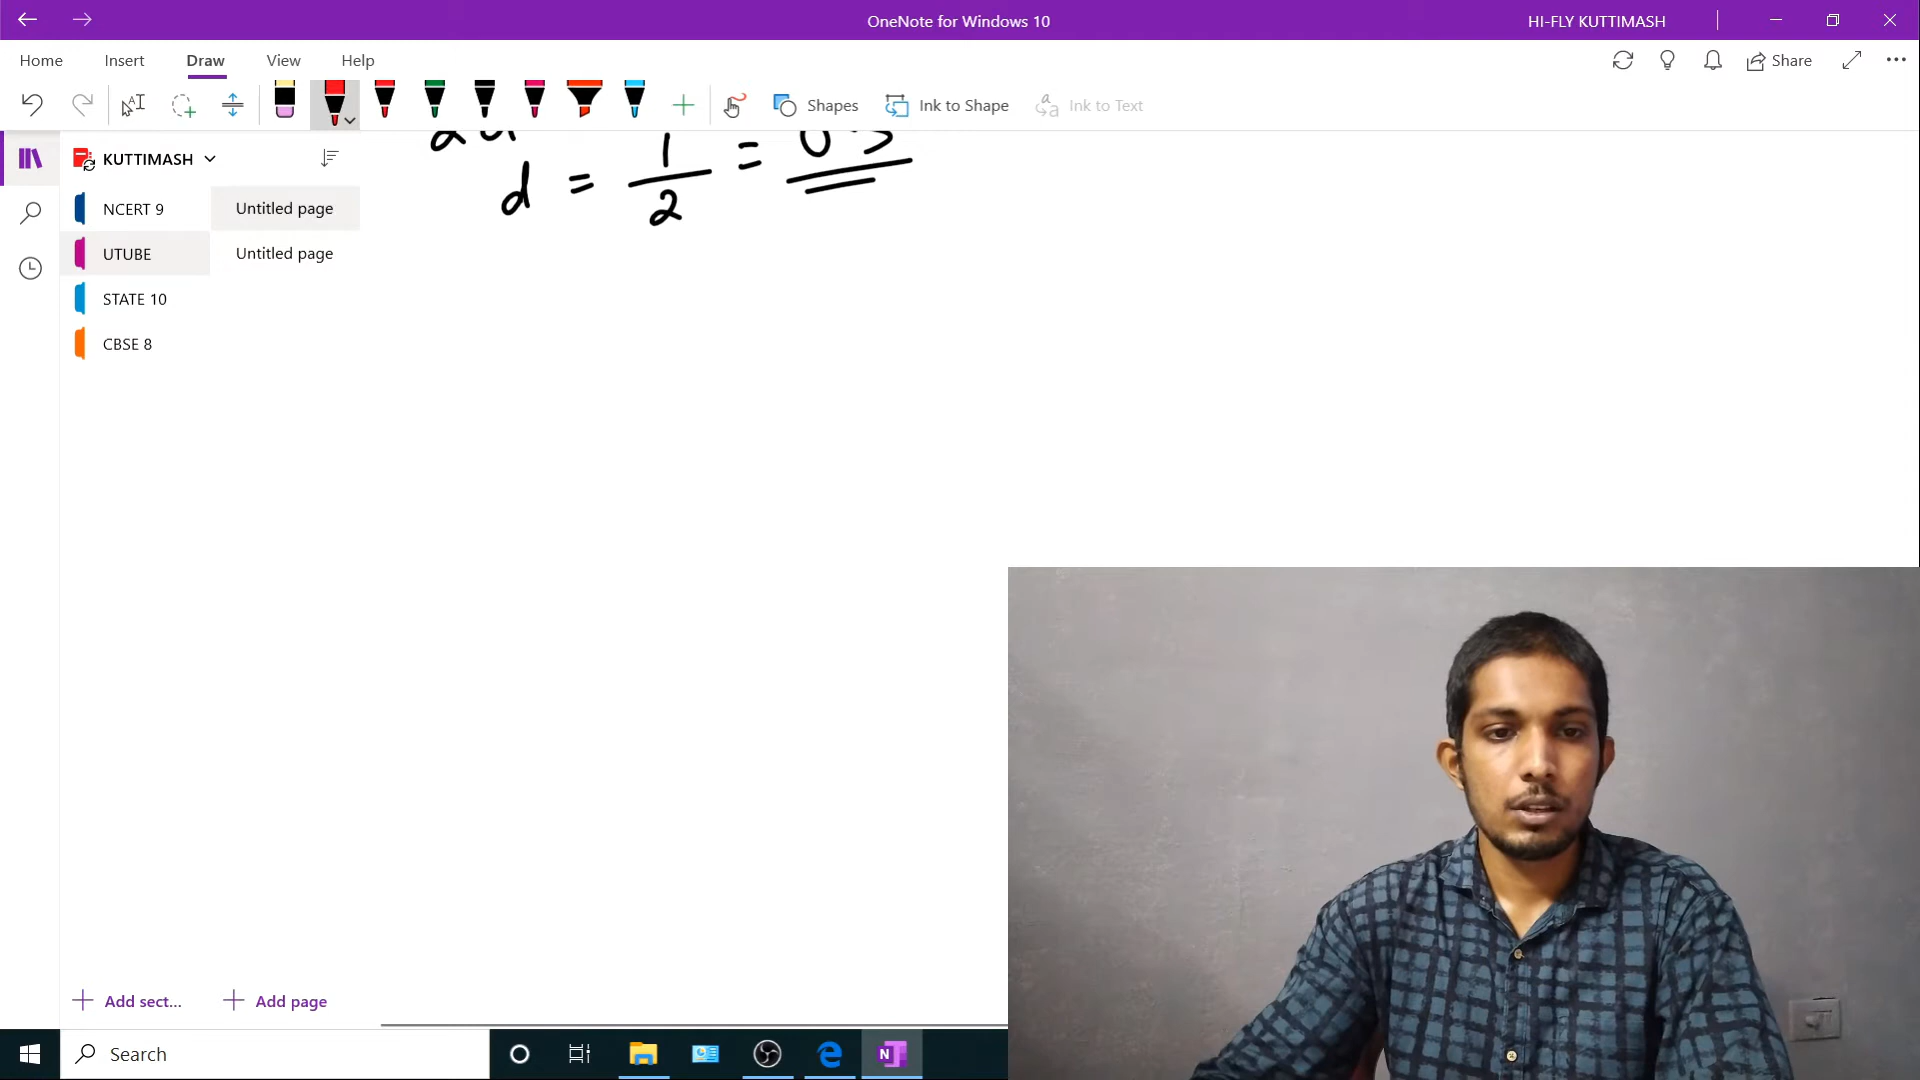 OneNote for Windows 10
HI-FLY KUTTIMASH
Home Insert Draw View Help
Share
Shapes
Ink to Shape
Ink to Text
KUTTIMASH
NCERT 9
UTUBE
STATE 10
CBSE 8
Untitled page
Untitled page
d = 1/2 = 0.5
Add sect...
Add page
Search